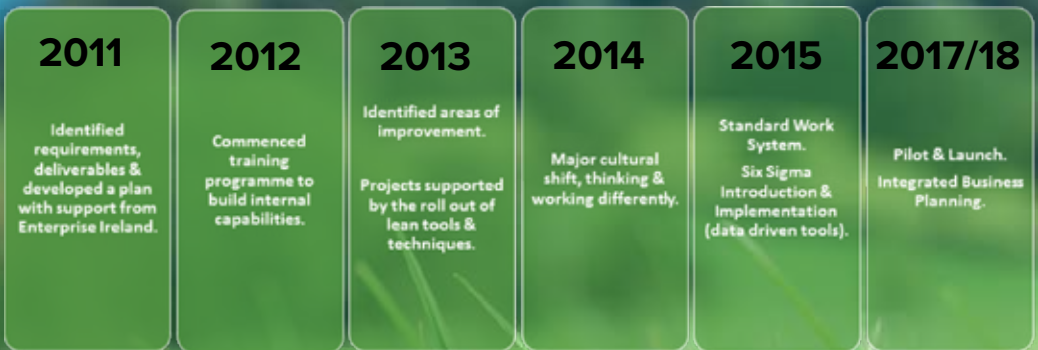 2011
Identified
requirements,
deliverables &
developed a plan
with support from
Enterprise Ireland.
2012
Commenced
training
programme to
build internal
capabilities.
2013
Identified areas of
improvement.
Projects supported
by the roll out of
lean tools &
techniques.
2014
Major cultural
shift, thinking &
working differently.
2015
Standard Work
System.
Six Sigma
Introduction &
Implementation
(data driven tools).
2017/18
Pilot & Launch.
Integrated Business
Planning.